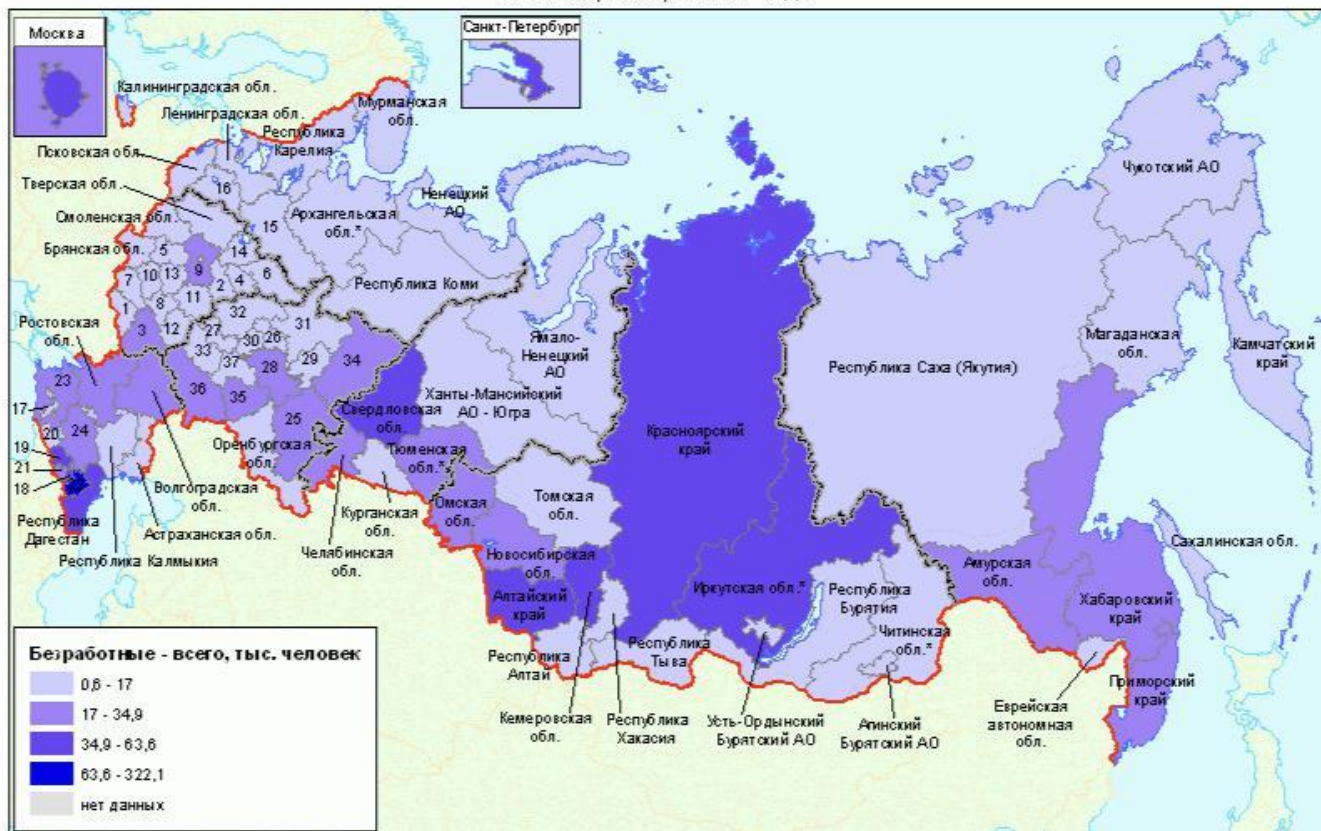 Москва
Санкт-Петербург
Калининградская обл.
Ленинградская обл.
Мурманская
обл.
Республика
Карелия
Псковская обл.
Тверская обл.
Чукотский АО
Ненецкий
АО
16
Смоленская обл.
Архангельская
обл.*
15
Брянская обл.
5
14
9
6
7
10
13
2
4
Республика Коми
8
11
1
32
Ростовская
обл.
3
12
27
31
30
26
33
37
29
34
28
Ямало-
Ненецкий
АО
Магаданская
обл.
Камчатский
край
Республика Саха (Якутия)
23
36
35
Ханты-Мансийский
АО - Югра
17
Свердловская
обл.
25
Красноярский
край
20
24
19
Оренбургская
обл.
Тюменская
обл.*
21
18
Волгоградская
обл.
Омская
обл.
Томская
обл.
Курганская
обл.
Республика
Дагестан
Астраханская обл.
Челябинская
обл.
Новосибирская
обл.
Сахалинская обл.
Республика Калмыкия
Амурская
обл.
Алтайский
край
Иркутская обл.*
Республика
Бурятия
Хабаровский
край
Читинская
обл.*
Республика
Алтай
Республика
Тыва
Приморский
край
Кемеровская
обл.
Республика
Хакасия
Усть-Ордынский
Бурятский АО
Агинский
Бурятский АО
Еврейская
автономная
обл.
Безработные - всего, тыс. человек
0,6 - 17
17 - 34,9
34,9 - 63,6
63,6 - 322,1
нет данных